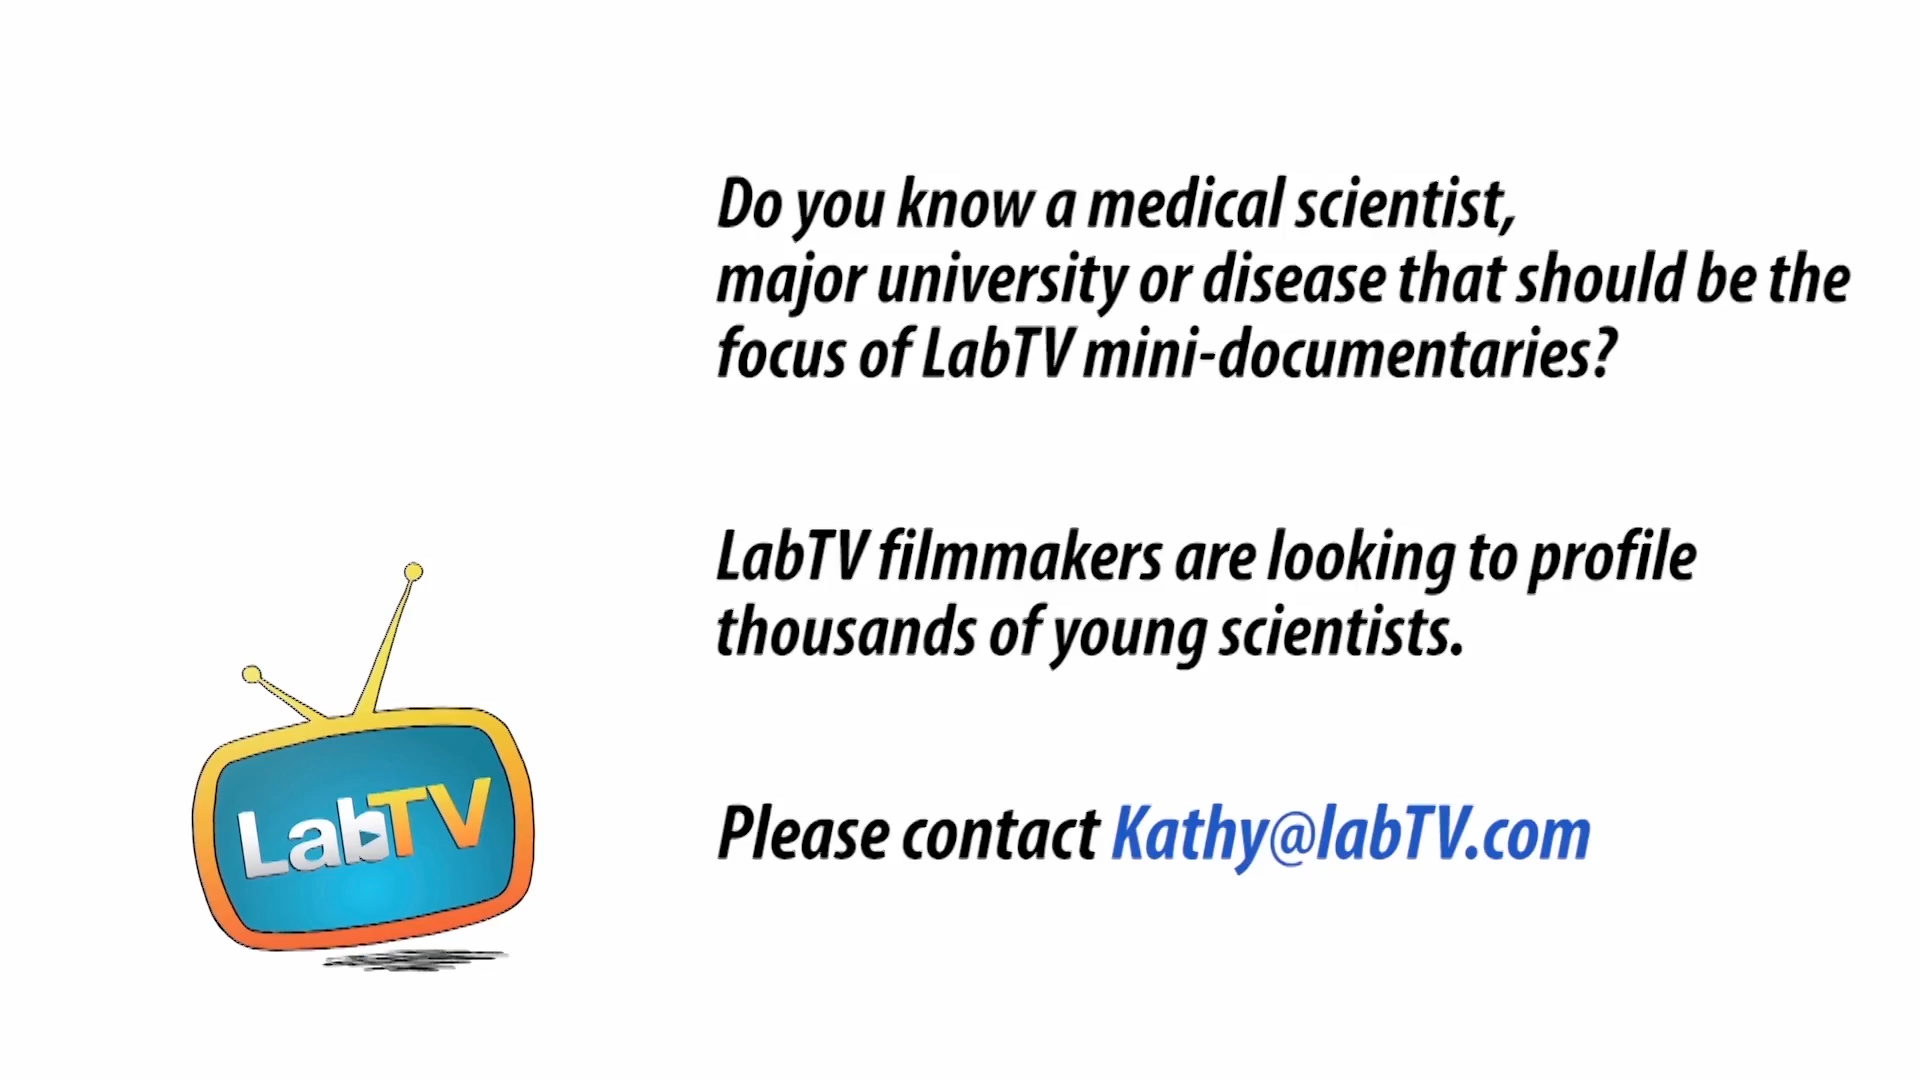 Do you know a medical scientist,
major university or disease that should be the
focus of LabTV mini-documentaries?
LabTV filmmakers are looking to profile
thousands of young scientists.
LabTV
Please contact Kathy@labTV.com